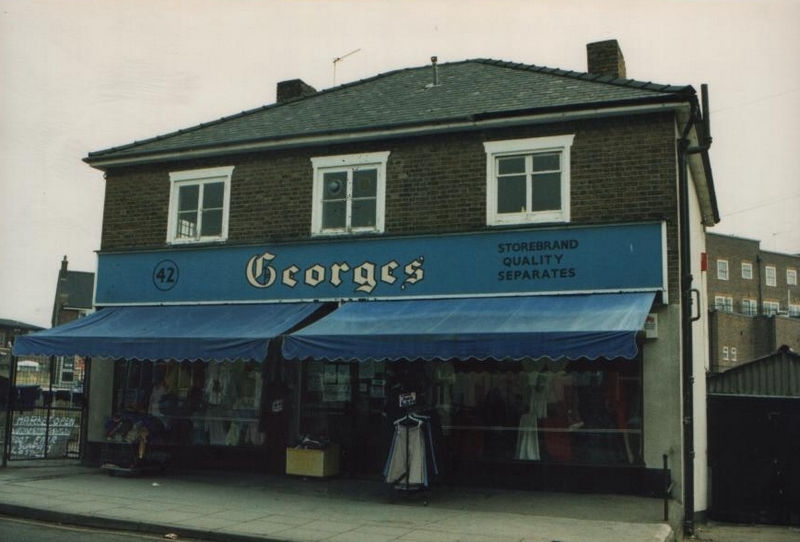 42
Georges
STOREBRAND
QUALITY
SEPARATES